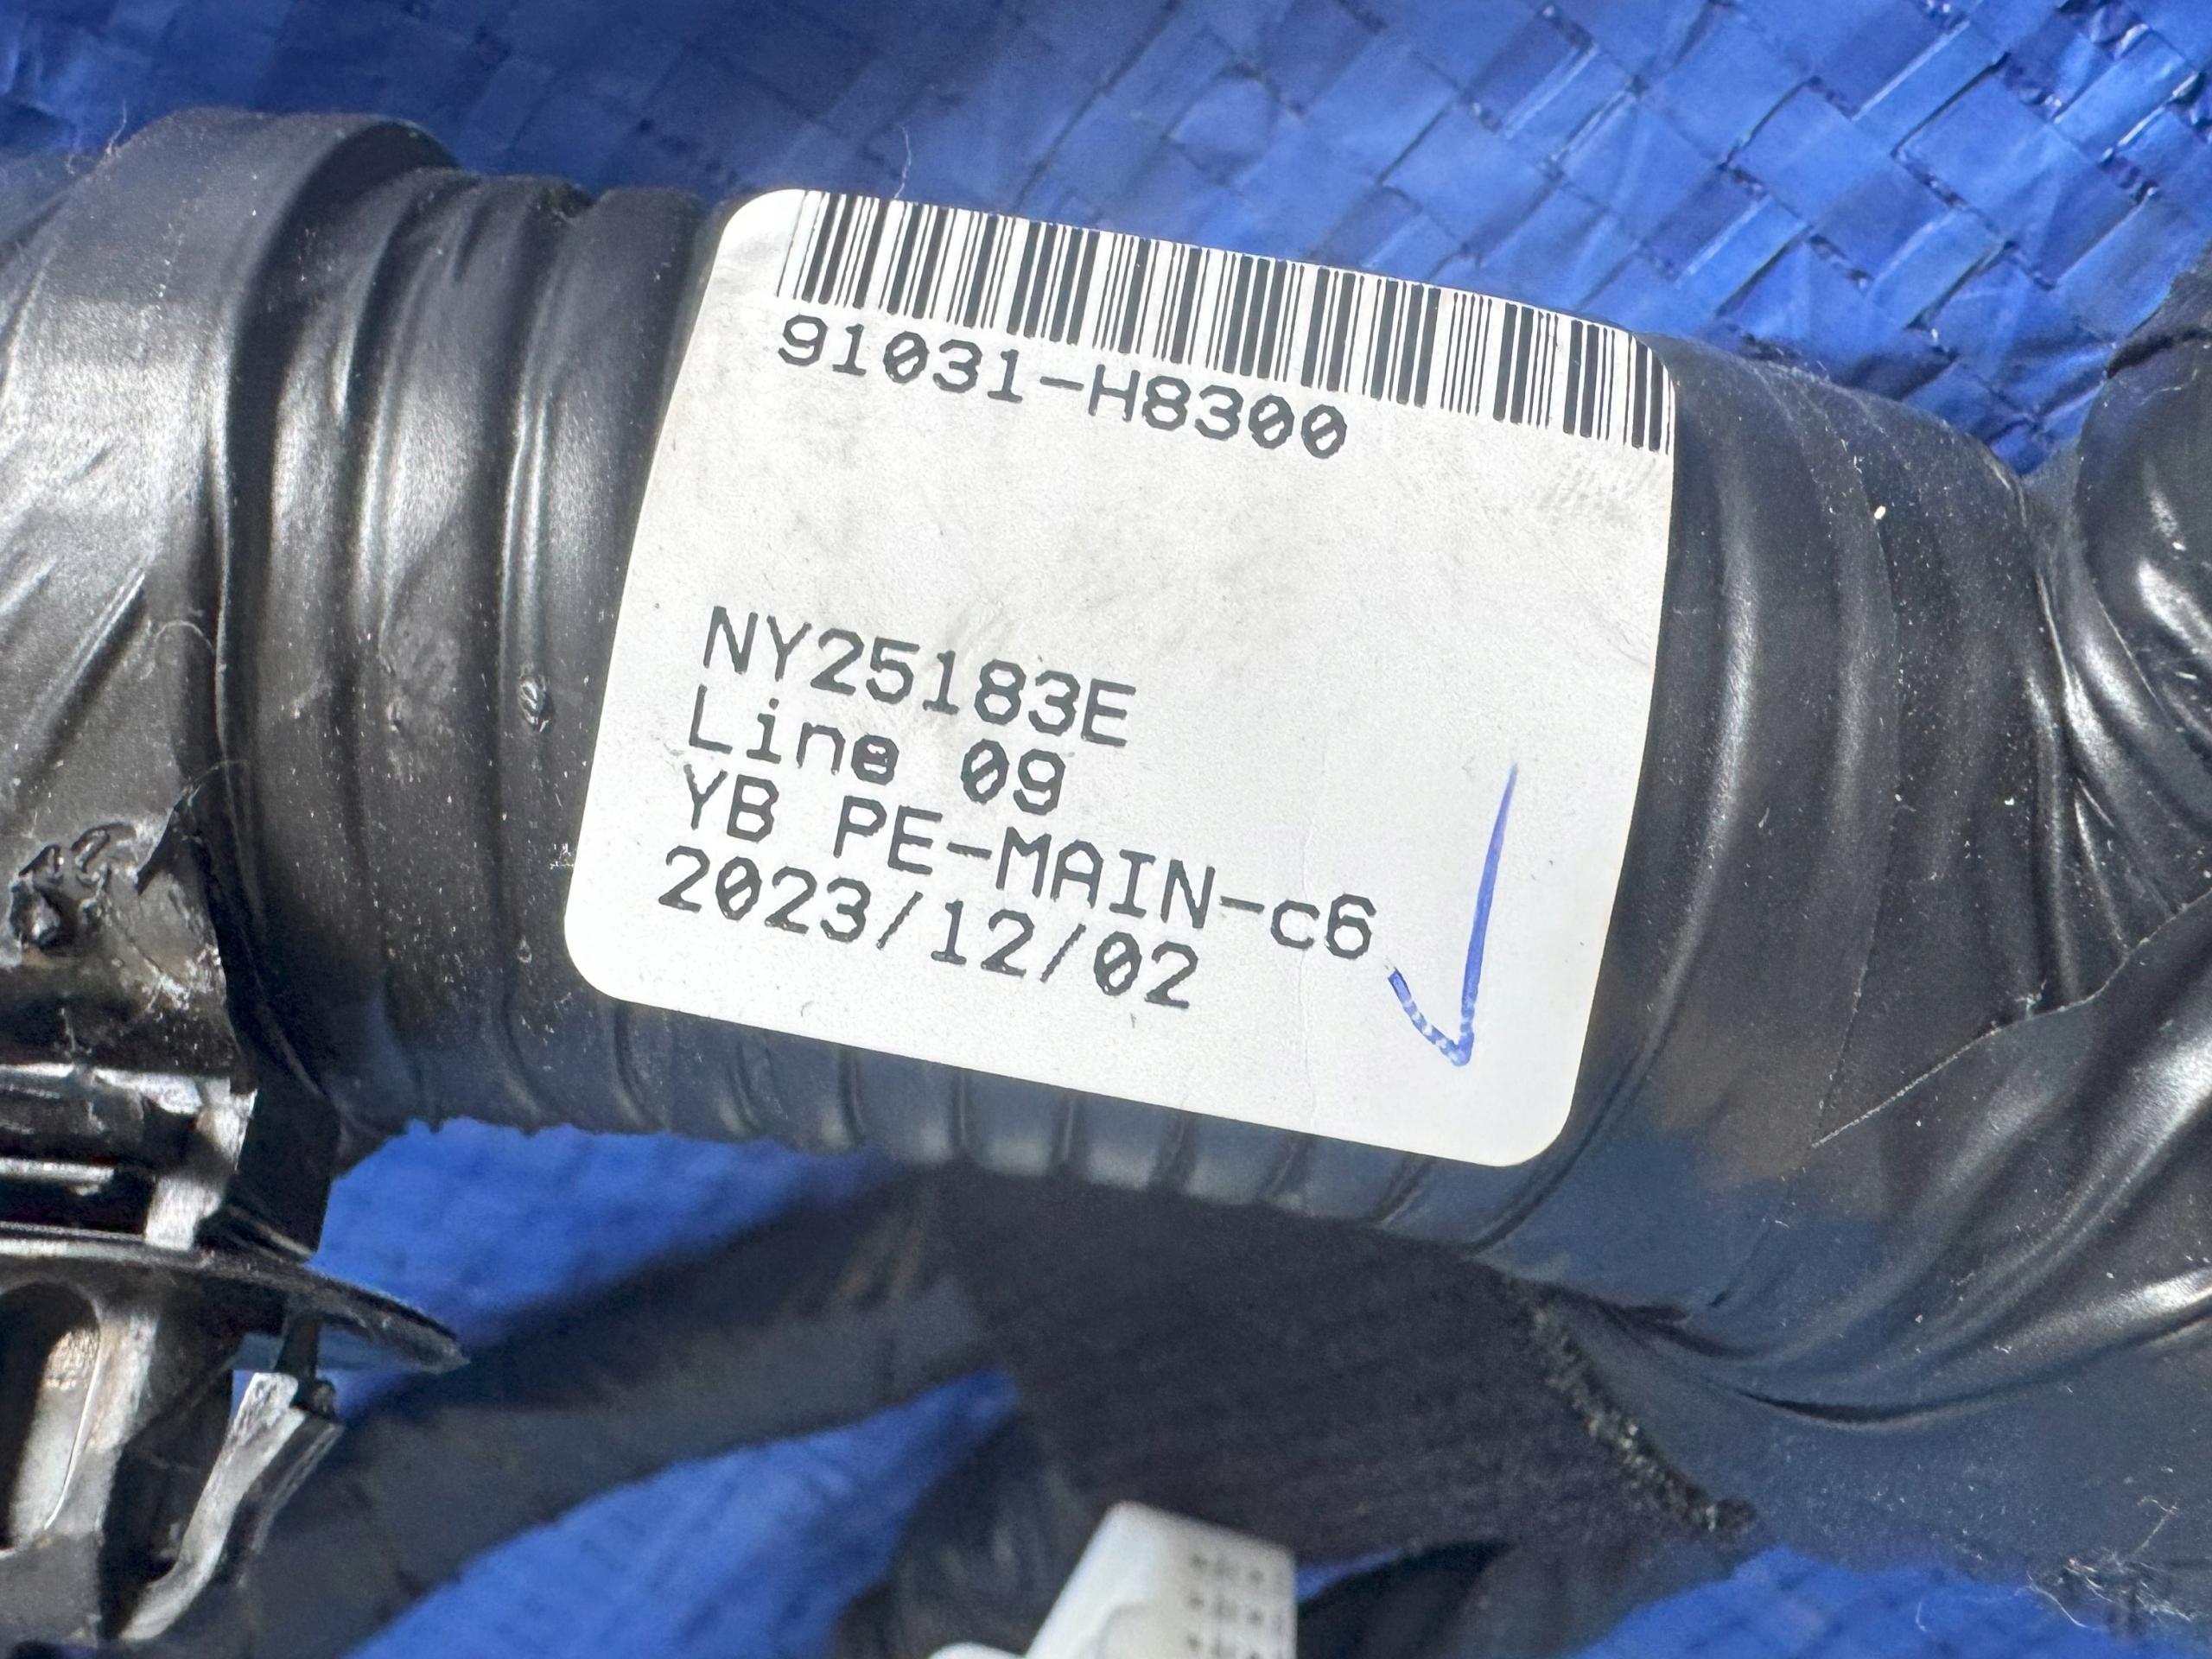 91031-H8300
NY25183E
Line 09
YB PE-MAIN-c6
2023/12/02